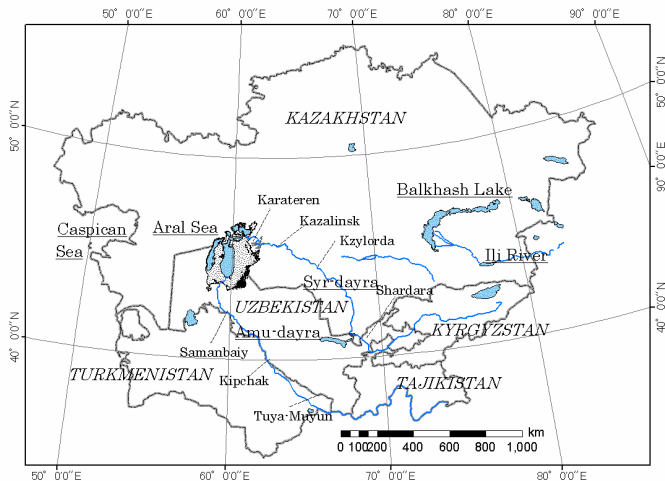 50° 0'0"E
60° 0'0"E
70° 0'0"E
80° 0'0"E
90° 0'0"E
50° 0'0"N
50° 0'0"N
KAZAKHSTAN
90° 0'0"E
Karateren
Balkhash Lake
Caspican
Sea
Aral Sea
Kazalinsk
Kzylorda
Ili River
Syr-dayra
Shardara
UZBEKISTAN
40° 0'0"N
40° 0'0"N
Amu-dayra
KYRGYZSTAN
Samanbaiy
TURKMENISTAN
Kipchak
TAJIKISTAN
Tuya-Muyun
km
0 100200 400 600 800 1,000
50° 0'0"E
60° 0'0"E
70° 0'0"E
80° 0'0"E